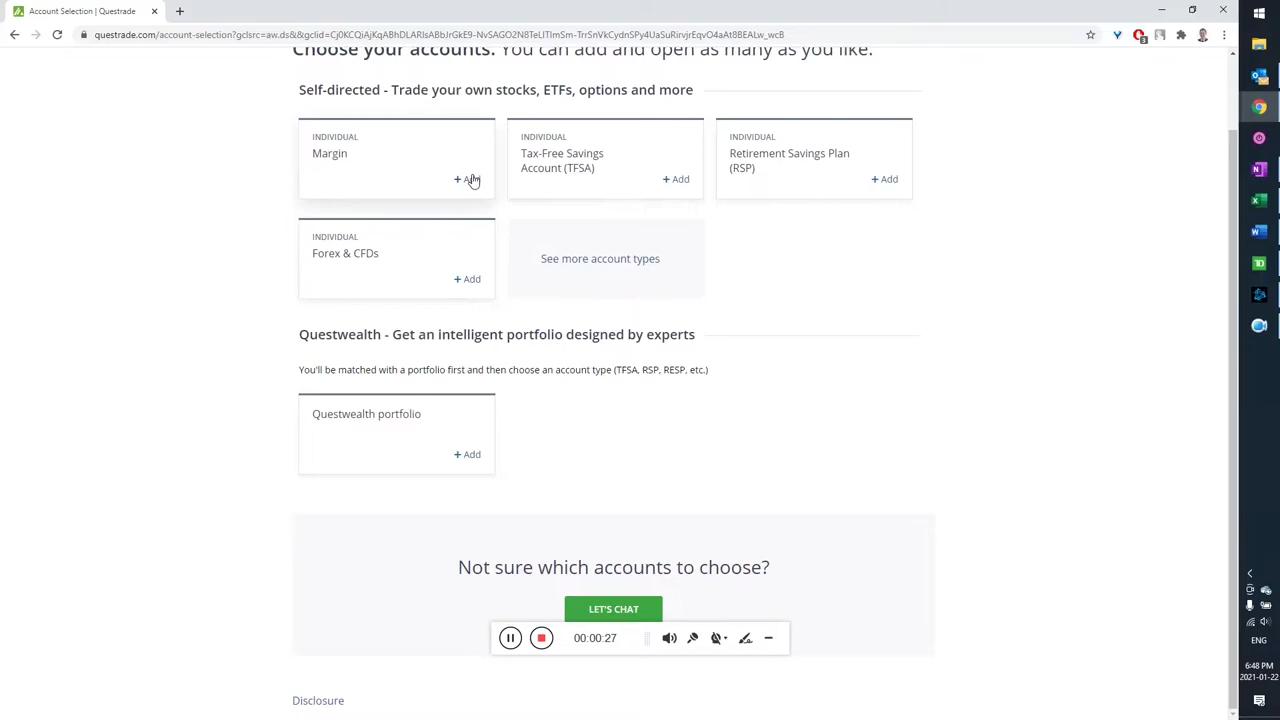 Account Selection | Questrade
questrade.com/account-selection?gclsrc=aw.ds&&gclid=Cj0KCQiAjKqABhDLARIsABbJrGkE9-NvSAGO2N8TeLITlmSm-TrrSnVkCydnSPy4UaSuRirvjrEqvO4aAt8BEALw_wcB
Choose your accounts. You can add and open as many as you like.
Self-directed - Trade your own stocks, ETFs, options and more
INDIVIDUAL
Margin
+ Add
INDIVIDUAL
Tax-Free Savings
Account (TFSA)
+ Add
INDIVIDUAL
Retirement Savings Plan
(RSP)
+ Add
INDIVIDUAL
Forex & CFDs
+ Add
See more account types
Questwealth - Get an intelligent portfolio designed by experts
You'll be matched with a portfolio first and then choose an account type (TFSA, RSP, RESP, etc.)
Questwealth portfolio
+ Add
Not sure which accounts to choose?
LET'S CHAT
00:00:27
Disclosure
ENG
6:48 PM
2021-01-22